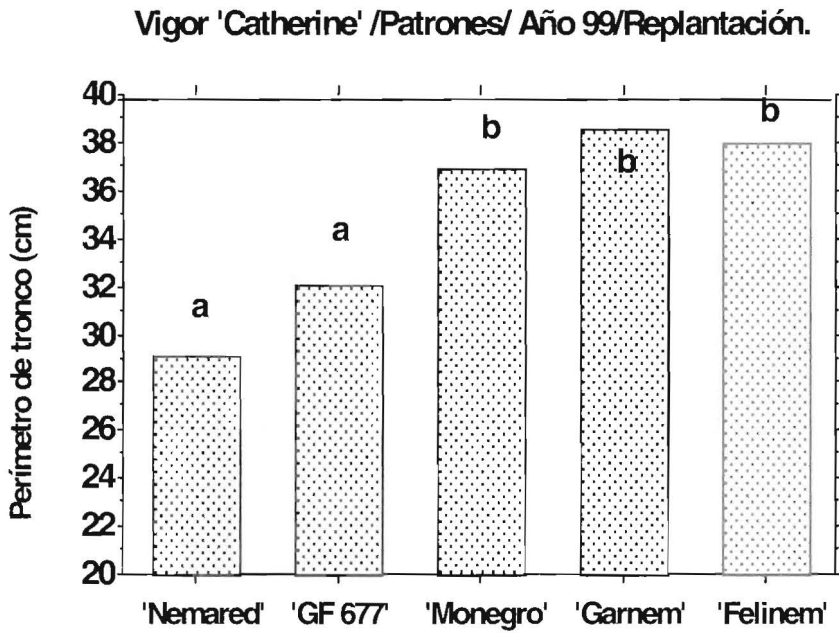 Vigor 'Catherine' /Patrones/ Año 99/Replantación.
Perímetro de tronco (cm)
40
38
36
34
32
30
28
26
24
22
20
a
a
b
b
b
'Nemared' 'GF 677' 'Monegro' 'Garnem' 'Felinem'